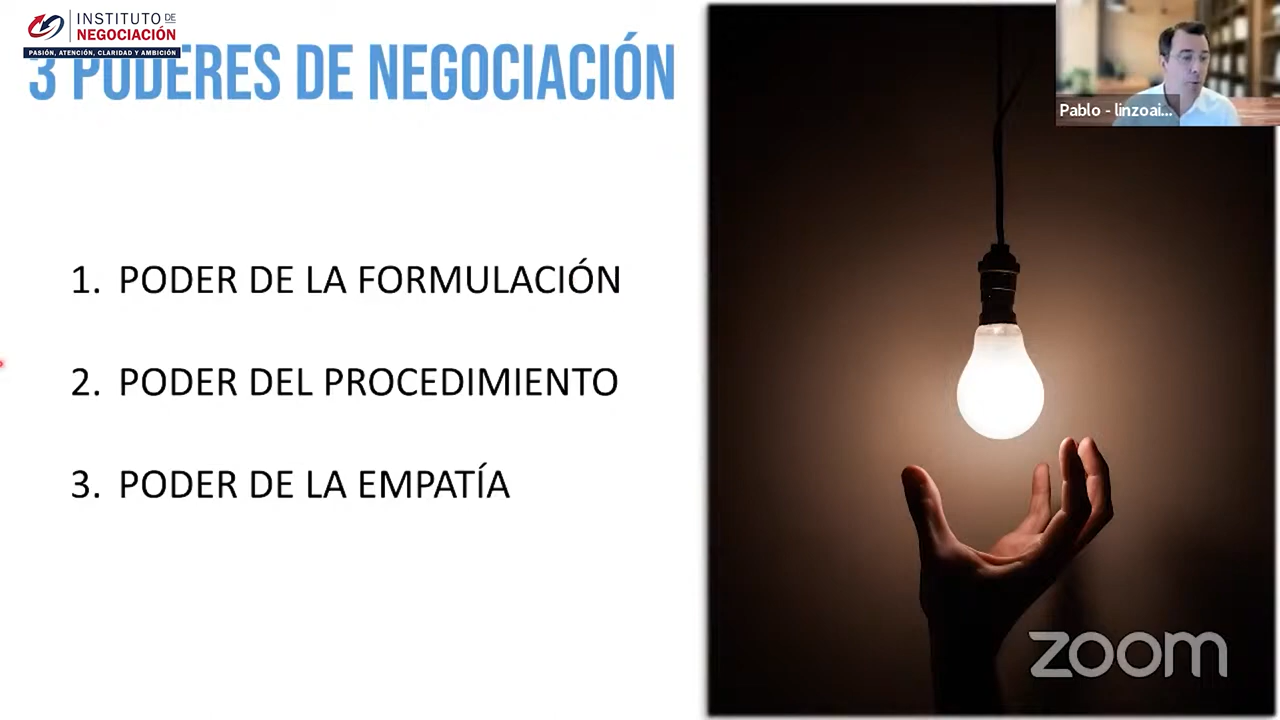 INSTITUTO DE
NEGOCIACIÓN
PASIÓN, ATENCIÓN, CLARIDAD Y AMBICIÓN
3 PODERES DE NEGOCIACIÓN
Pablo - linzoai...
1. PODER DE LA FORMULACIÓN
2. PODER DEL PROCEDIMIENTO
3. PODER DE LA EMPATÍA
zoom